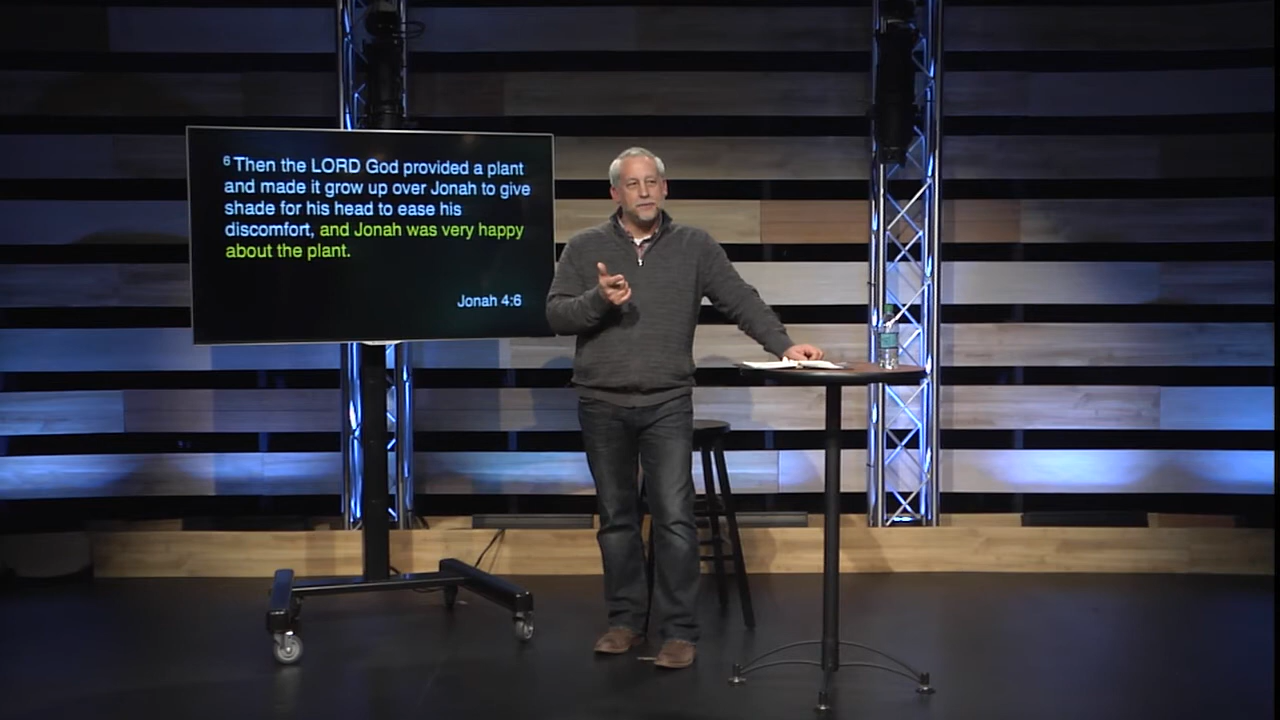 6 Then the LORD God provided a plant
and made it grow up over Jonah to give
shade for his head to ease his
discomfort, and Jonah was very happy
about the plant.
Jonah 4:6